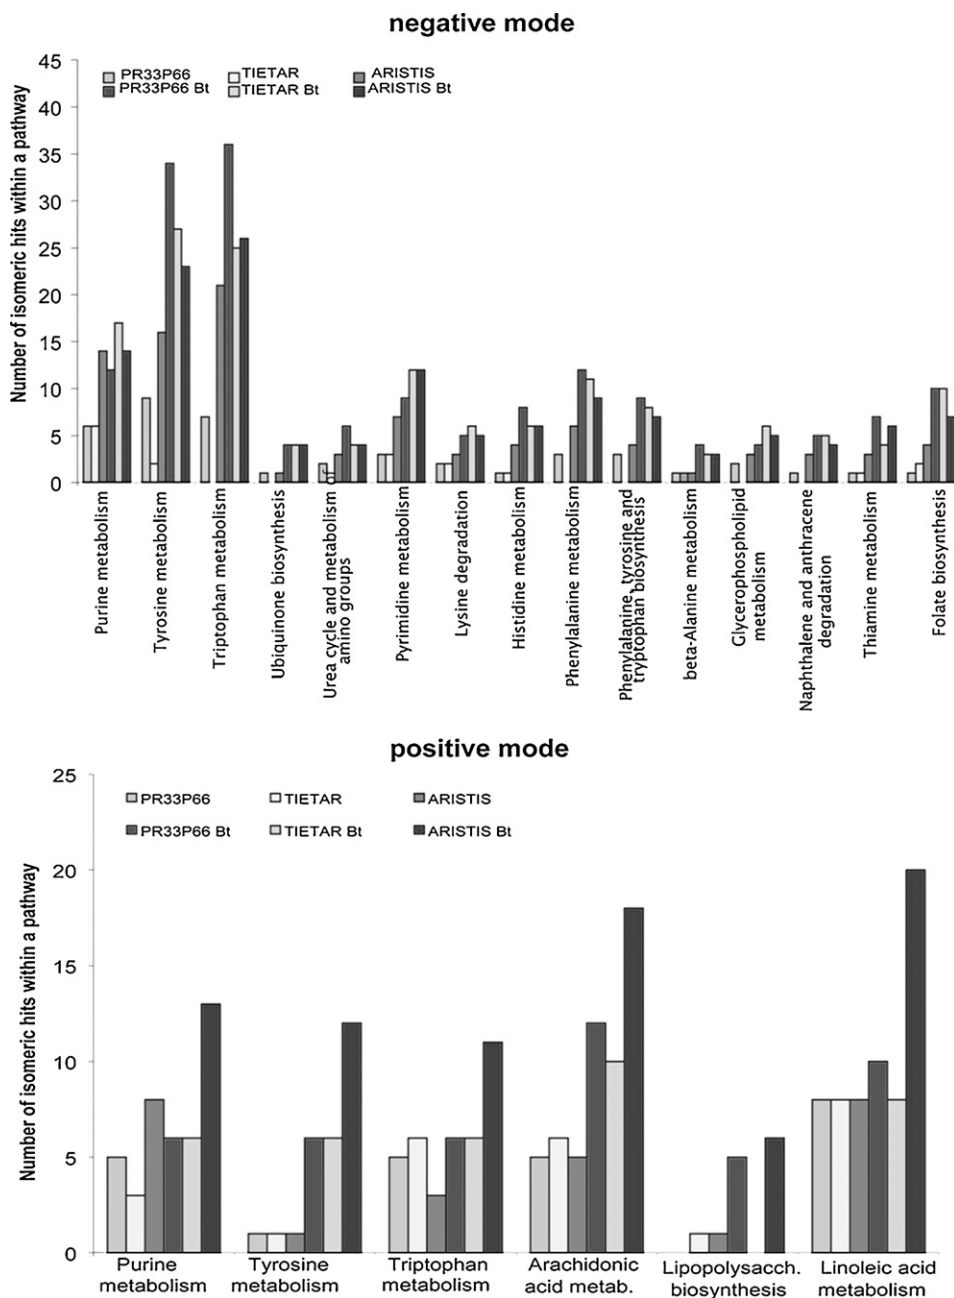 negative mode
Number of isomeric hits within a pathway
45
40
35
30
25
20
15
10
5
0
PR33P66
TIETAR
ARISTIS
PR33P66 Bt
TIETAR Bt
ARISTIS Bt
Purine metabolism
Tyrosine metabolism
Triptophan metabolism
Ubiquinone biosynthesis
Urea cycle and metabolism of
amino groups
Pyrimidine metabolism
Lysine degradation
Histidine metabolism
Phenylalanine metabolism
Phenylalanine, tyrosine and
tryptophan biosynthesis
beta-Alanine metabolism
Glycerophospholipid
metabolism
Naphthalene and anthracene
degradation
Thiamine metabolism
Folate biosynthesis
positive mode
Number of isomeric hits within a pathway
25
20
15
10
5
0
PR33P66
TIETAR
ARISTIS
PR33P66 Bt
TIETAR Bt
ARISTIS Bt
Purine
metabolism
Tyrosine
metabolism
Triptophan
metabolism
Arachidonic
acid metab.
Lipopolysacch.
biosynthesis
Linoleic acid
metabolism